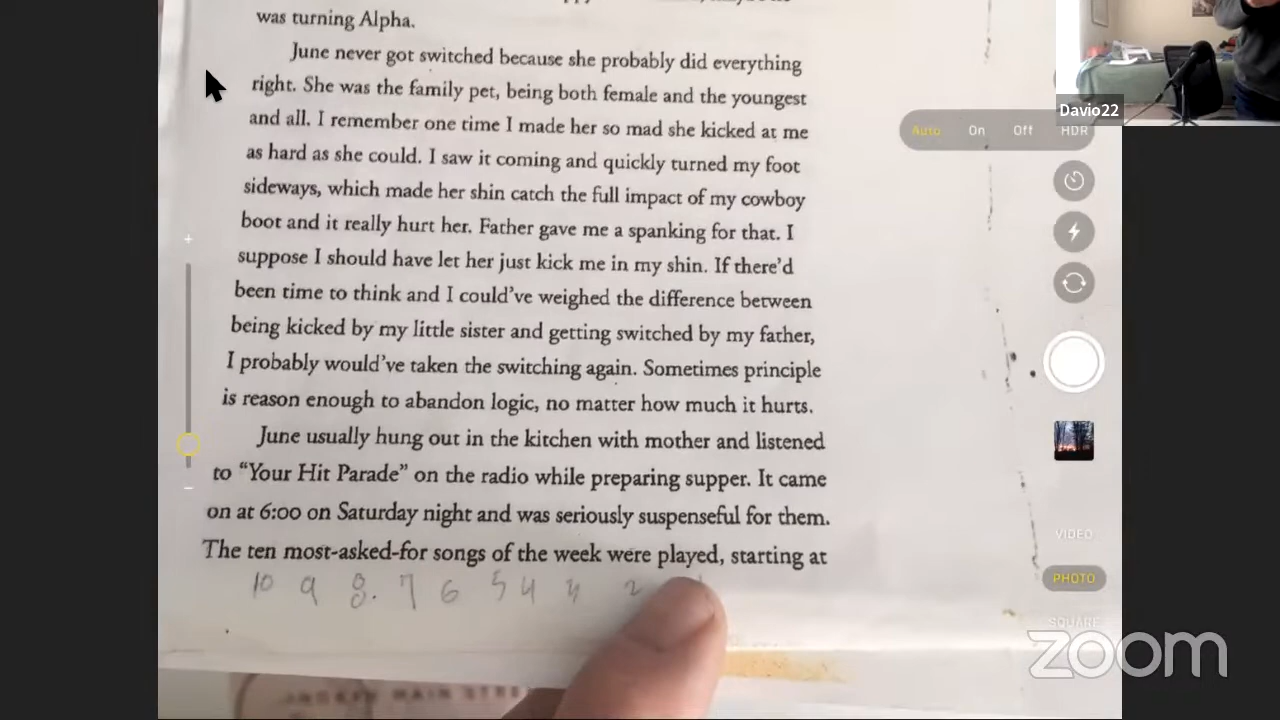 was turning Alpha.
June never got switched because she probably did everything
right. She was the family pet, being both female and the youngest
and all. I remember one time I made her so mad she kicked at me
as hard as she could. I saw it coming and quickly turned my foot
sideways, which made her shin catch the full impact of my cowboy
boot and it really hurt her. Father gave me a spanking for that. I
suppose I should have let her just kick me in my shin. If there'd
been time to think and I could've weighed the difference between
being kicked by my little sister and getting switched by my father,
I probably would've taken the switching again. Sometimes principle
is reason enough to abandon logic, no matter how much it hurts.
June usually hung out in the kitchen with mother and listened
to “Your Hit Parade” on the radio while preparing supper. It came
on at 6:00 on Saturday night and was seriously suspenseful for them.
The ten most-asked-for songs of the week were played, starting at
10 9 8. 7 6 5 4 2
MAIN STRE
Davio22
Auto On Off HDR
VIDEO
PHOTO
SQUARE
zoom